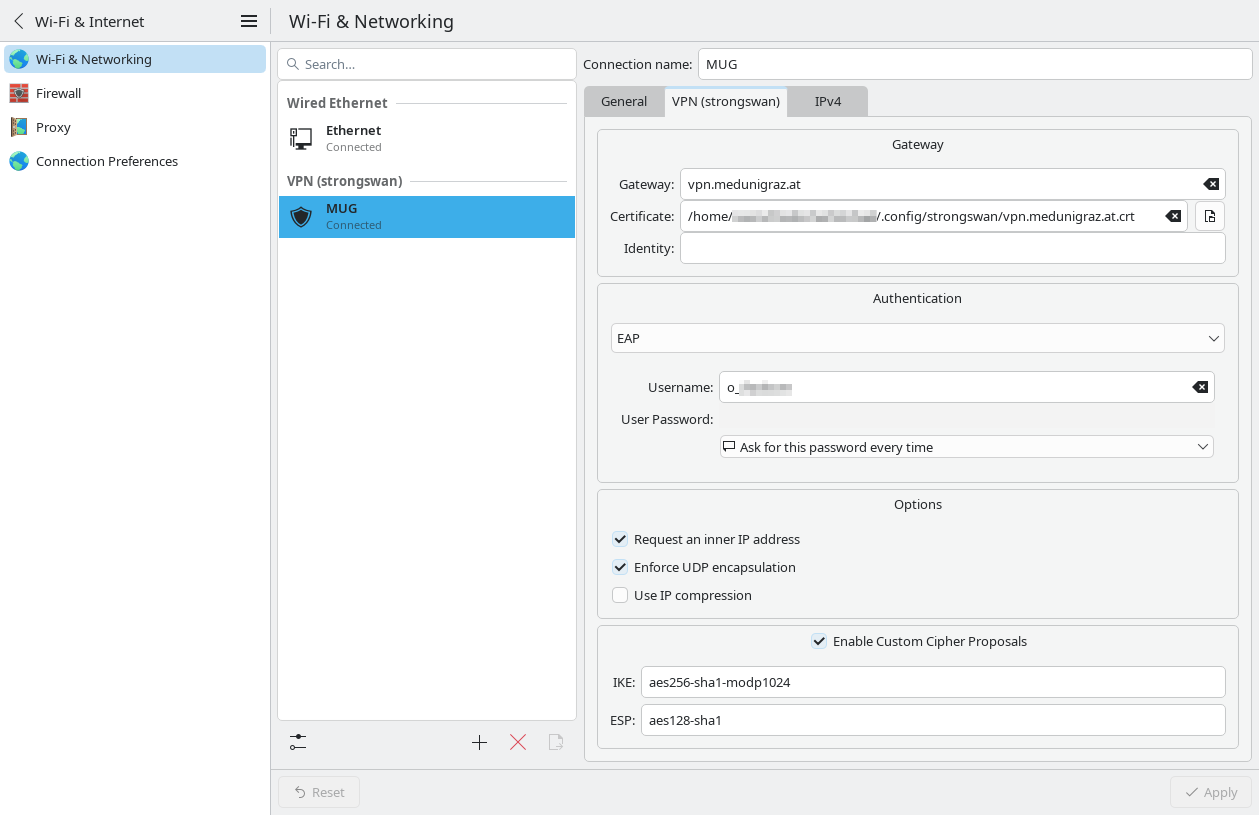 Wi-Fi & Internet
Wi-Fi & Networking
Firewall
Proxy
Connection Preferences
Wi-Fi & Networking
Search...
Wired Ethernet
Ethernet
Connected
VPN (strongswan)
MUG
Connected
Connection name: MUG
General VPN (strongswan) IPv4
Gateway
Gateway: vpn.medunigraz.at
Certificate: /home/ /.config/strongswan/vpn.medunigraz.at.crt
Identity:
Authentication
EAP
Username: o_
User Password:
Ask for this password every time
Options
Request an inner IP address
Enforce UDP encapsulation
Use IP compression
Enable Custom Cipher Proposals
IKE: aes256-sha1-modp1024
ESP: aes128-sha1
Reset
Apply